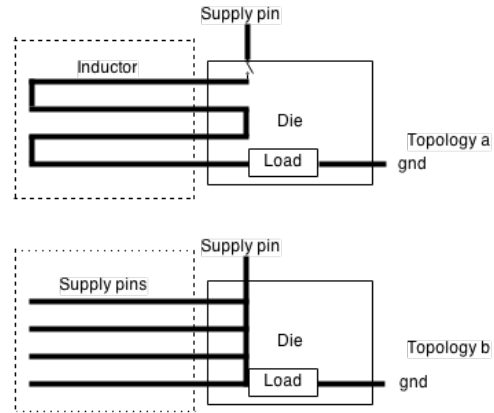 Supply pin
Inductor
Die
Topology a
Load
gnd
Supply pin
Supply pins
Die
Topology b
Load
gnd